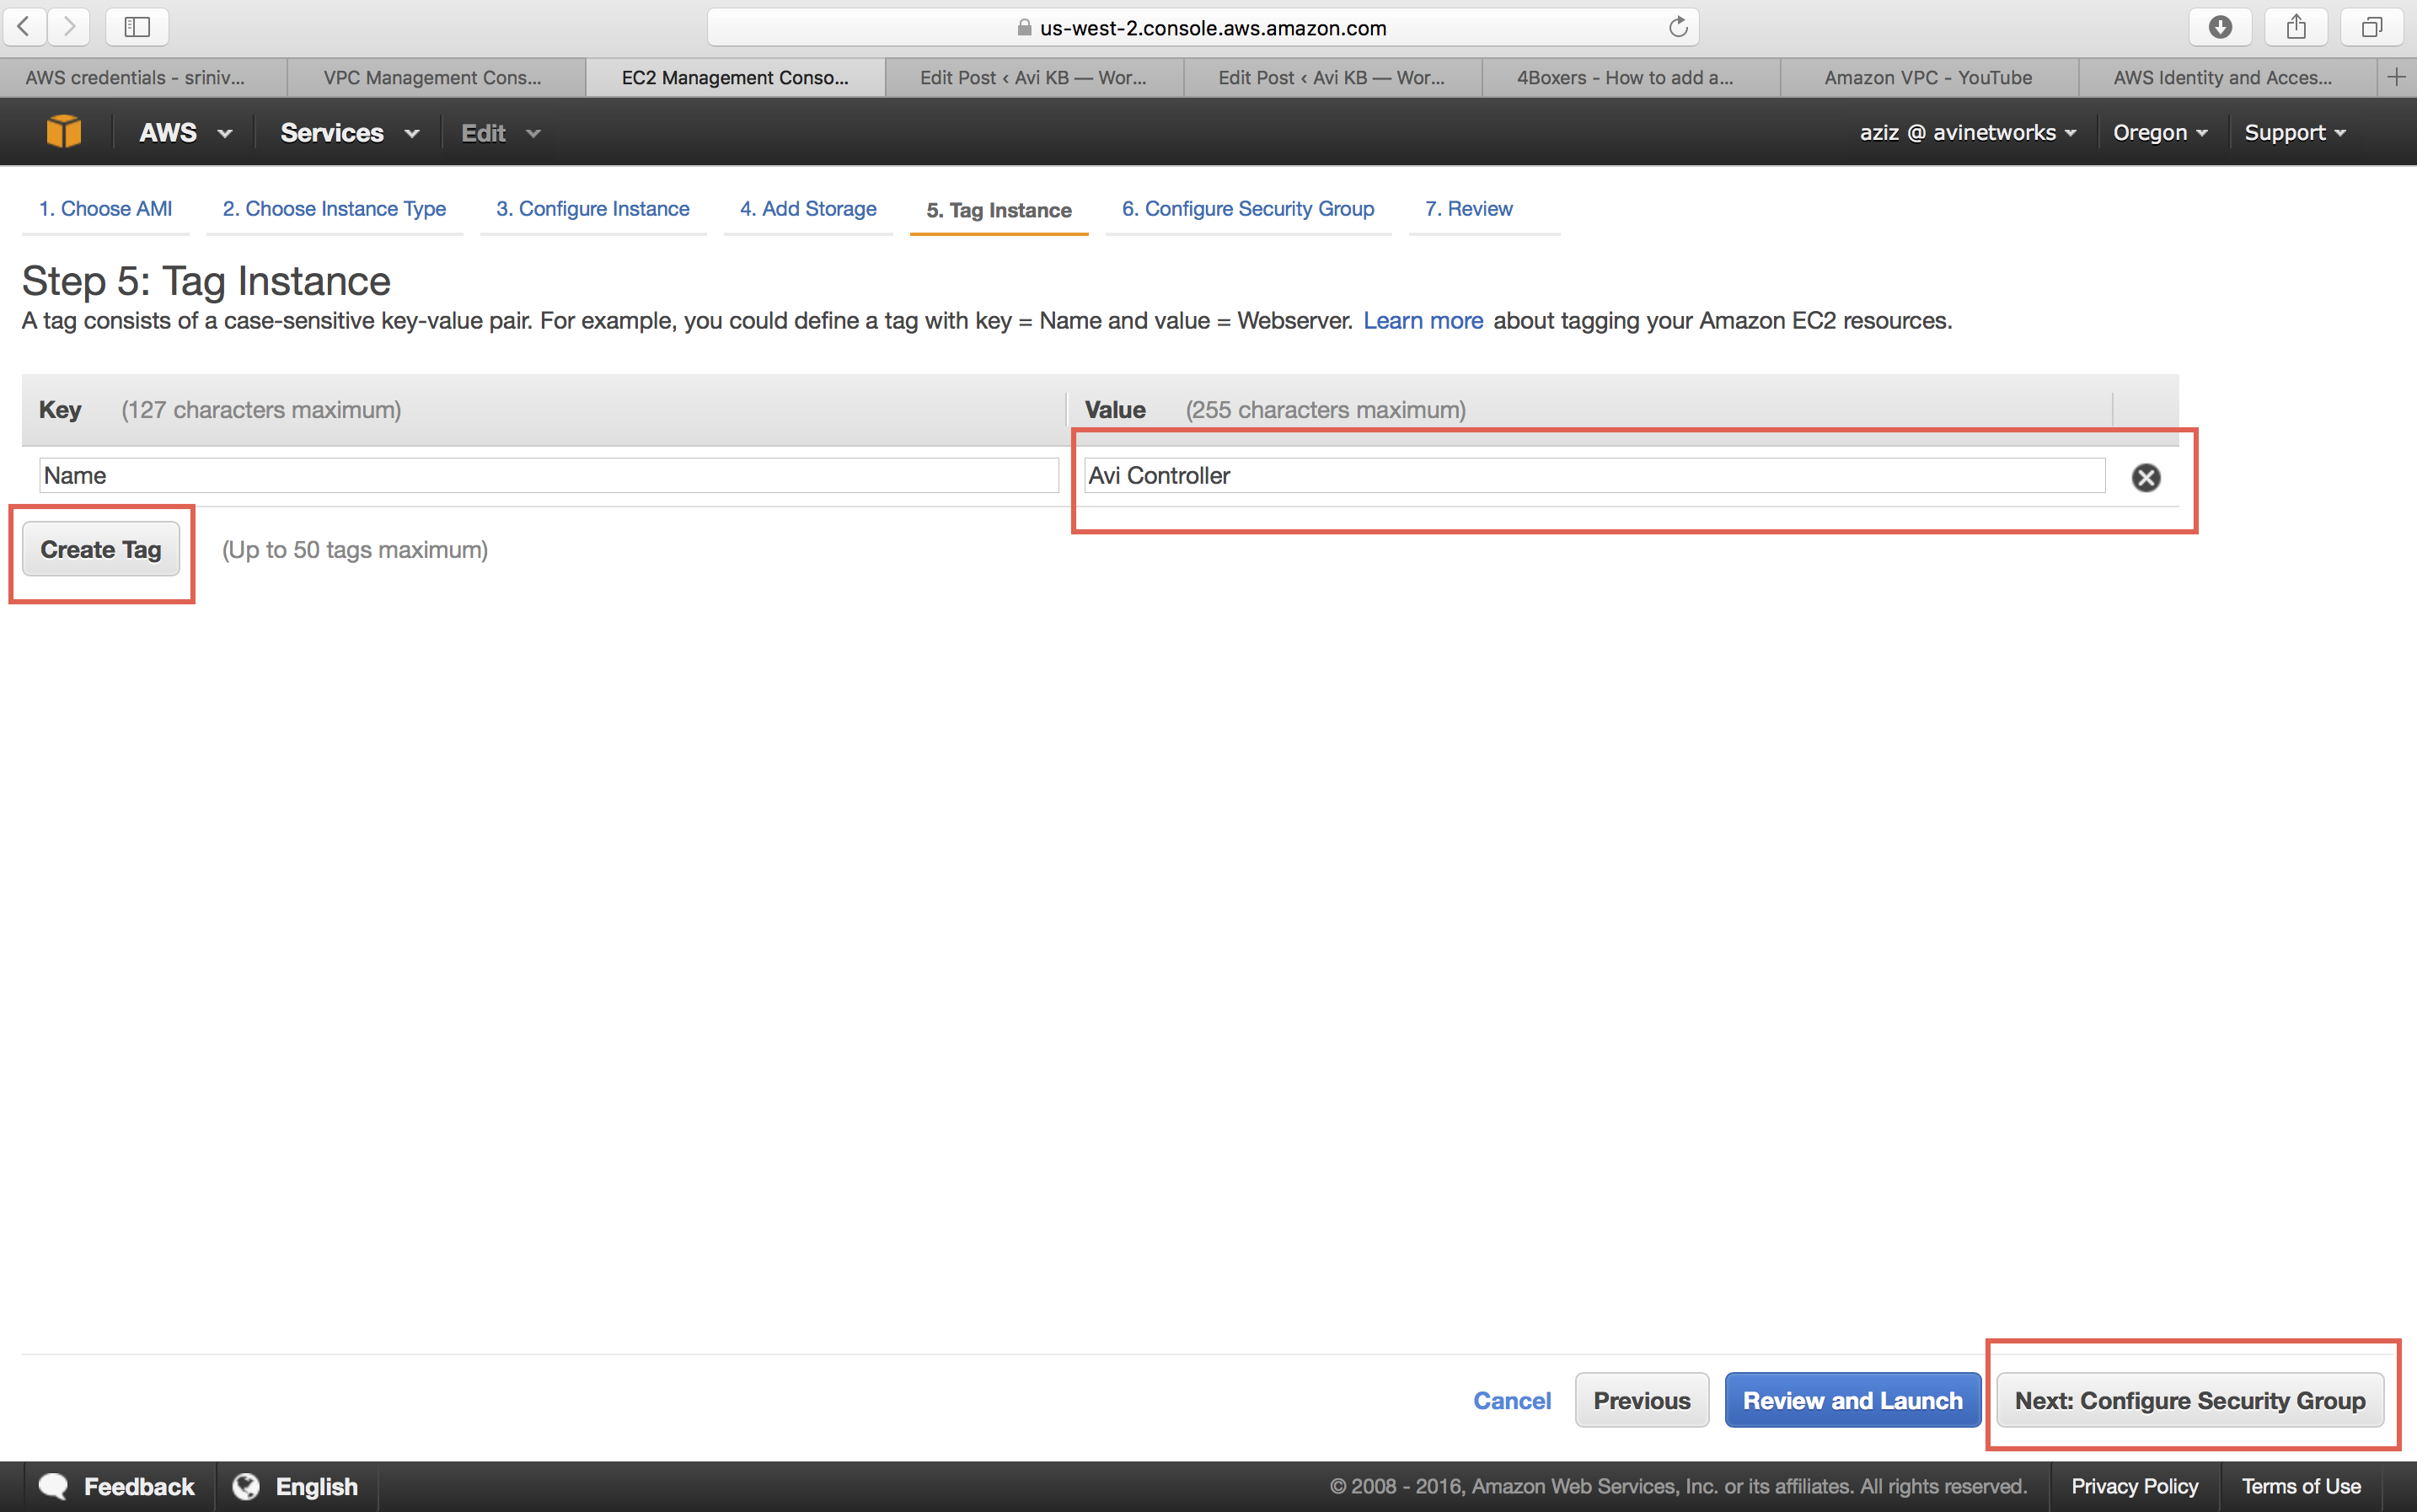 us-west-2.console.aws.amazon.com
AWS credentials - sriniv... VPC Management Cons... EC2 Management Conso... Edit Post ‹ Avi KB — Wor... Edit Post ‹ Avi KB — Wor... 4Boxers - How to add a... Amazon VPC - YouTube AWS Identity and Acces...
AWS Services Edit aziz @ avinetworks Oregon Support
1. Choose AMI 2. Choose Instance Type 3. Configure Instance 4. Add Storage 5. Tag Instance 6. Configure Security Group 7. Review
Step 5: Tag Instance
A tag consists of a case-sensitive key-value pair. For example, you could define a tag with key = Name and value = Webserver. Learn more about tagging your Amazon EC2 resources.
Key (127 characters maximum) Value (255 characters maximum)
Name Avi Controller
Create Tag (Up to 50 tags maximum)
Cancel Previous Review and Launch Next: Configure Security Group
Feedback English © 2008 - 2016, Amazon Web Services, Inc. or its affiliates. All rights reserved. Privacy Policy Terms of Use